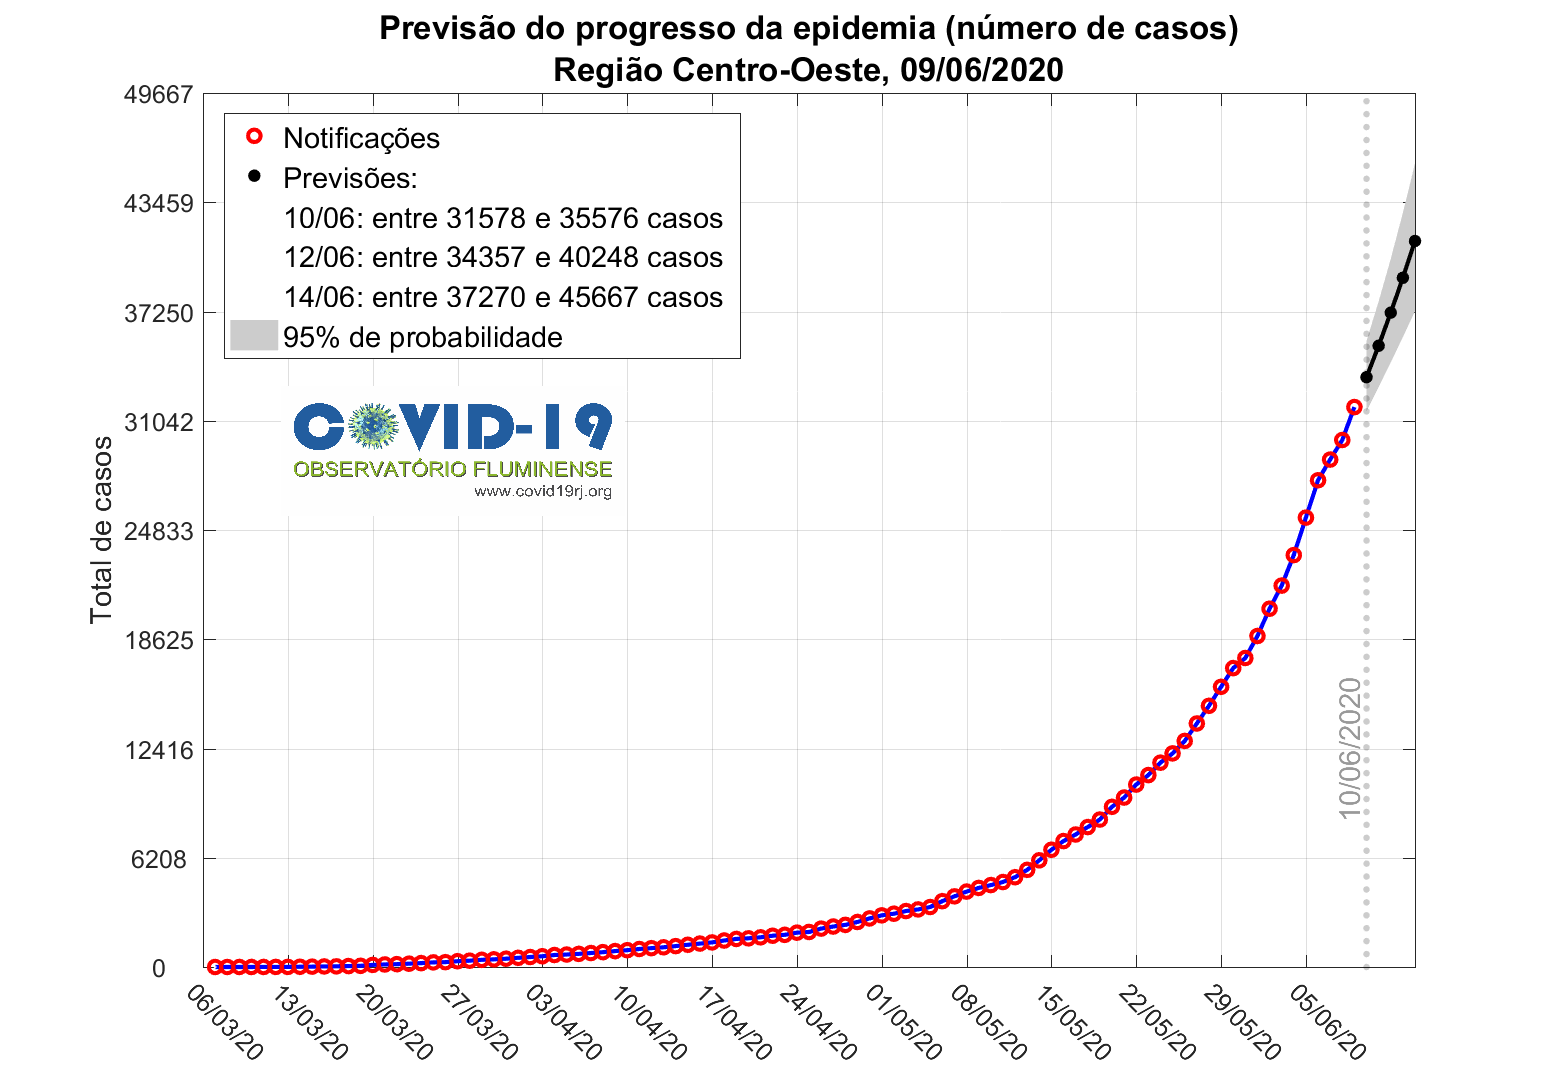 Previsão do progresso da epidemia (número de casos)
Região Centro-Oeste, 09/06/2020
49667
43459
37250
31042
24833
18625
12416
6208
0
Total de casos
Notificações
Previsões:
10/06: entre 31578 e 35576 casos
12/06: entre 34357 e 40248 casos
14/06: entre 37270 e 45667 casos
95% de probabilidade
COVID-19
OBSERVATÓRIO FLUMINENSE
www.covid19rj.org
10/06/2020
06/03/20
13/03/20
20/03/20
27/03/20
03/04/20
10/04/20
17/04/20
24/04/20
01/05/20
08/05/20
15/05/20
22/05/20
29/05/20
05/06/20